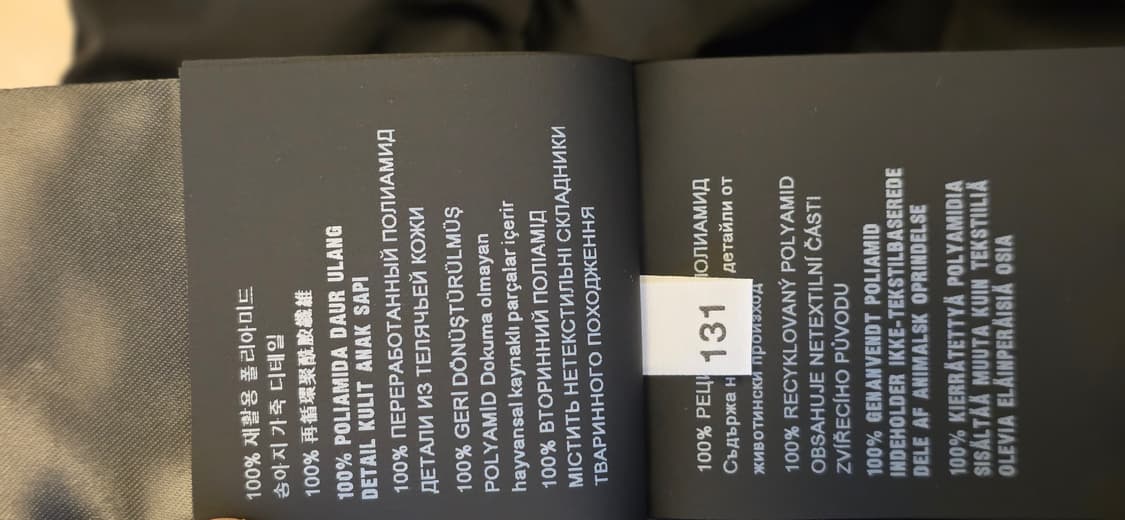 100% 재활용 폴리아미드
송아지 가죽 디테일
100% 再循環聚酰胺纖維
100% POLIAMIDA DAUR ULANG
DETAIL KULIT ANAK SAPI
100% ПЕРЕРАБОТАННЫЙ ПОЛИАМИД
ДЕТАЛИ ИЗ ТЕЛЯЧЬЕЙ КОЖИ
100% GERİ DÖNÜŞTÜRÜLMÜŞ
POLYAMİD Dokuma olmayan
hayvansal kaynaklı parçalar içerir
100% ВТОРИННИЙ ПОЛІАМІД
МІСТИТЬ НЕТЕКСТИЛЬНІ СКЛАДНИКИ
ТВАРИННОГО ПОХОДЖЕННЯ
131
100% РЕЦИ ПОЛИАМИД
Съдържа н детайли от
животински произход
100% RECYKLOVANÝ POLYAMID
OBSAHUJE NETEXTILNÍ ČÁSTI
ZVÍŘECÍHO PŮVODU
100% GENANVENDT POLIAMID
INDEHOLDER IKKE-TEKSTILBASEREDE
DELE AF ANIMALSK OPRINDELSE
100% KIERRÄTETTYÄ POLYAMIDIA
SISÄLTÄÄ MUUTA KUIN TEKSTIILIÄ
OLEVIA ELÄINPERÄISIÄ OSIA